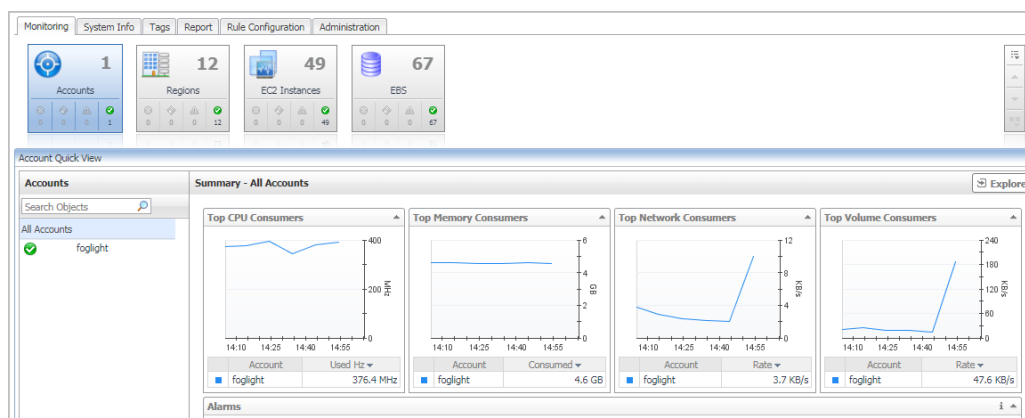 Monitoring System Info Tags Report Rule Configuration Administration
1 12 49 67
Accounts Regions EC2 Instances EBS
0 0 0 1 0 0 0 12 0 0 0 49 0 0 0 67
Account Quick View
Accounts
Search Objects
All Accounts
foglight
Summary - All Accounts
Explore
Top CPU Consumers
400
200
0
MHz
14:10 14:25 14:40 14:55
Account Used Hz
foglight 376.4 MHz
Top Memory Consumers
6
4
2
0
GB
14:10 14:25 14:40 14:55
Account Consumed
foglight 4.6 GB
Top Network Consumers
12
8
4
0
KB/s
14:10 14:25 14:40 14:55
Account Rate
foglight 3.7 KB/s
Top Volume Consumers
240
180
120
60
0
KB/s
14:10 14:25 14:40 14:55
Account Rate
foglight 47.6 KB/s
Alarms